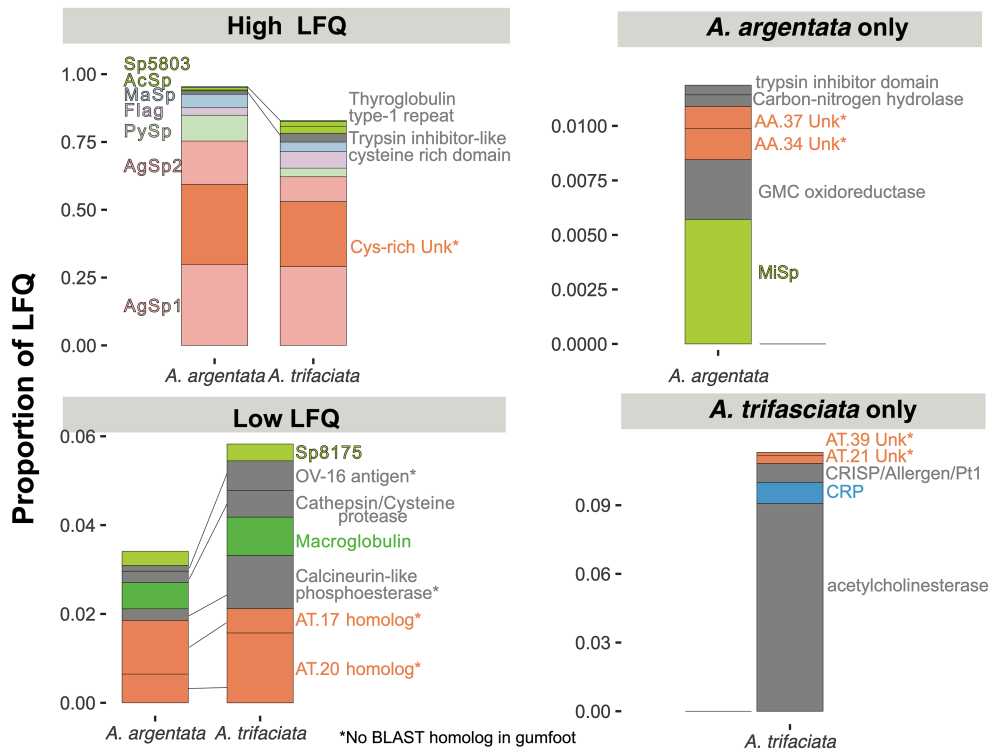 High LFQ
Proportion of LFQ
1.00
0.75
0.50
0.25
0.00
Sp5803
AcSp
MaSp
Flag
PySp
AgSp2
AgSp1
Thyroglobulin
type-1 repeat
Trypsin inhibitor-like
cysteine rich domain
Cys-rich Unk*
A. argentata
A. trifaciata
A. argentata only
0.0100
0.0075
0.0050
0.0025
0.0000
trypsin inhibitor domain
Carbon-nitrogen hydrolase
AA.37 Unk*
AA.34 Unk*
GMC oxidoreductase
MiSp
A. argentata
Low LFQ
0.06
0.04
0.02
0.00
Sp8175
OV-16 antigen*
Cathepsin/Cysteine
protease
Macroglobulin
Calcineurin-like
phosphoesterase*
AT.17 homolog*
AT.20 homolog*
A. argentata
A. trifaciata
A. trifasciata only
0.09
0.06
0.03
0.00
AT.39 Unk*
AT.21 Unk*
CRISP/Allergen/Pt1
CRP
acetylcholinesterase
A. trifaciata
*No BLAST homolog in gumfoot